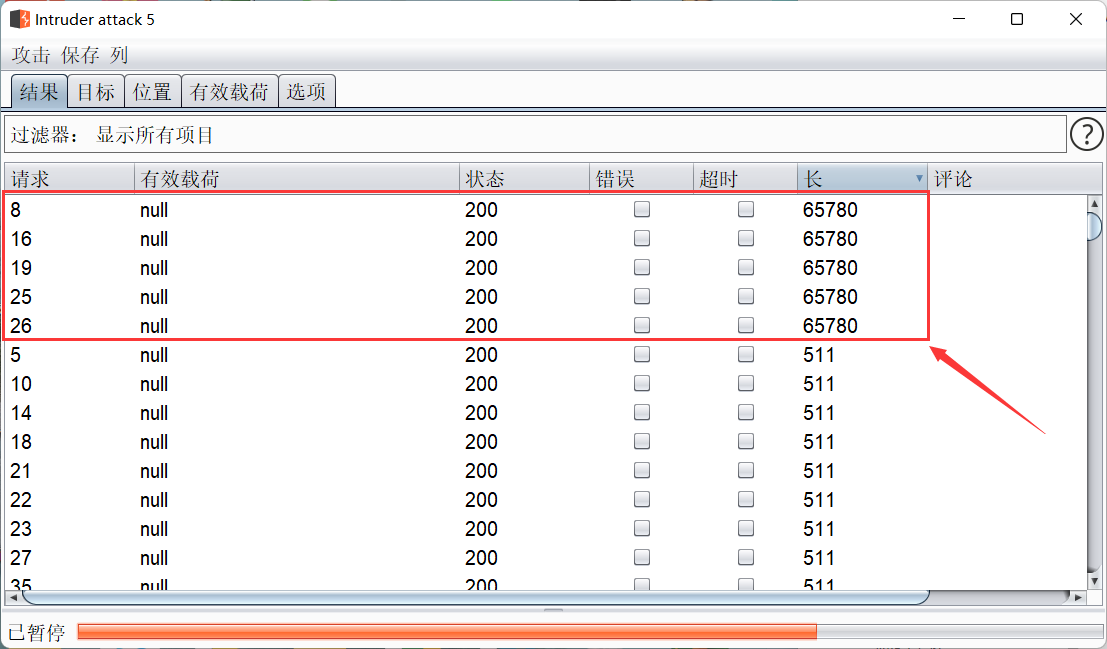 Intruder attack 5
攻击 保存 列
结果 目标 位置 有效载荷 选项
过滤器： 显示所有项目 ?
请求 有效载荷 状态 错误 超时 长 评论
8 null 200 65780
16 null 200 65780
19 null 200 65780
25 null 200 65780
26 null 200 65780
5 null 200 511
10 null 200 511
14 null 200 511
18 null 200 511
21 null 200 511
22 null 200 511
23 null 200 511
27 null 200 511
35 null 200 511
已暂停